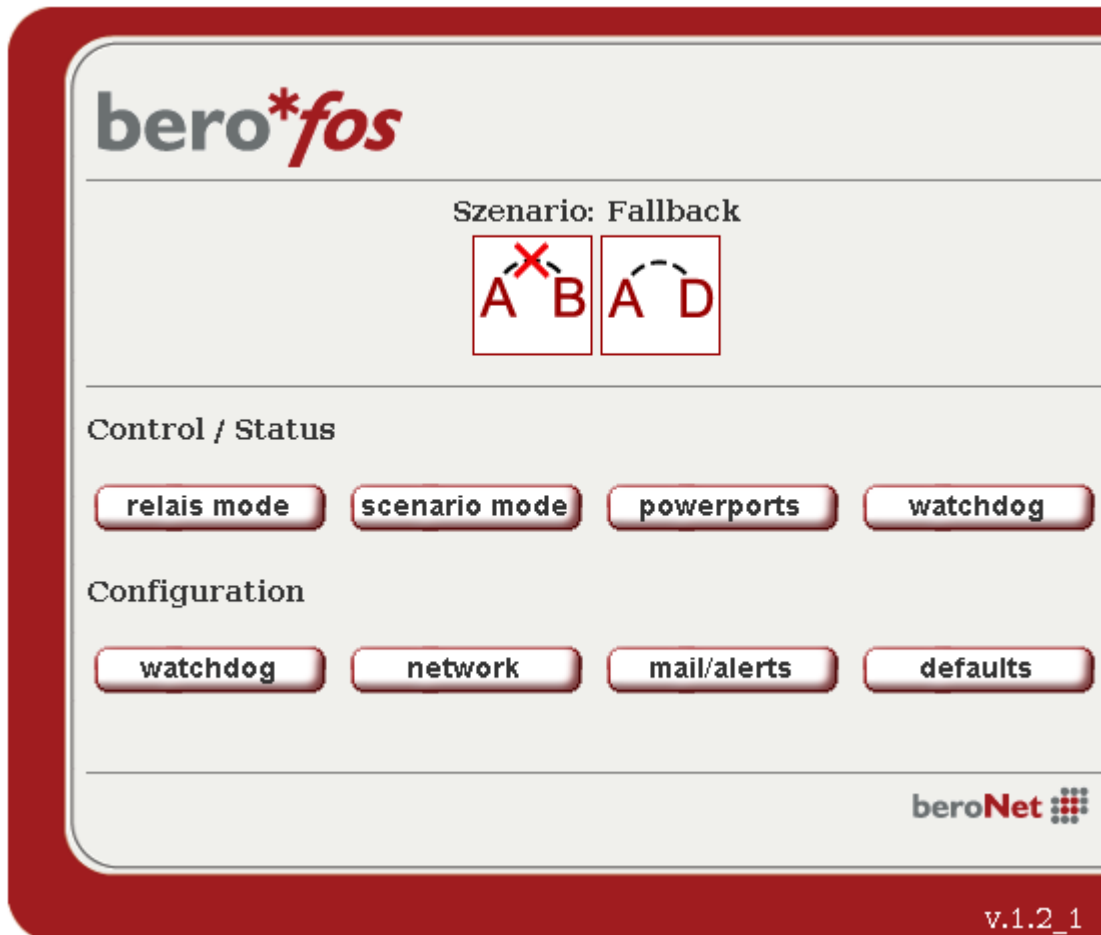 bero*fos
Szenario: Fallback
A B A D
Control / Status
relais mode scenario mode powerports watchdog
Configuration
watchdog network mail/alerts defaults
beroNet
v.1.2_1